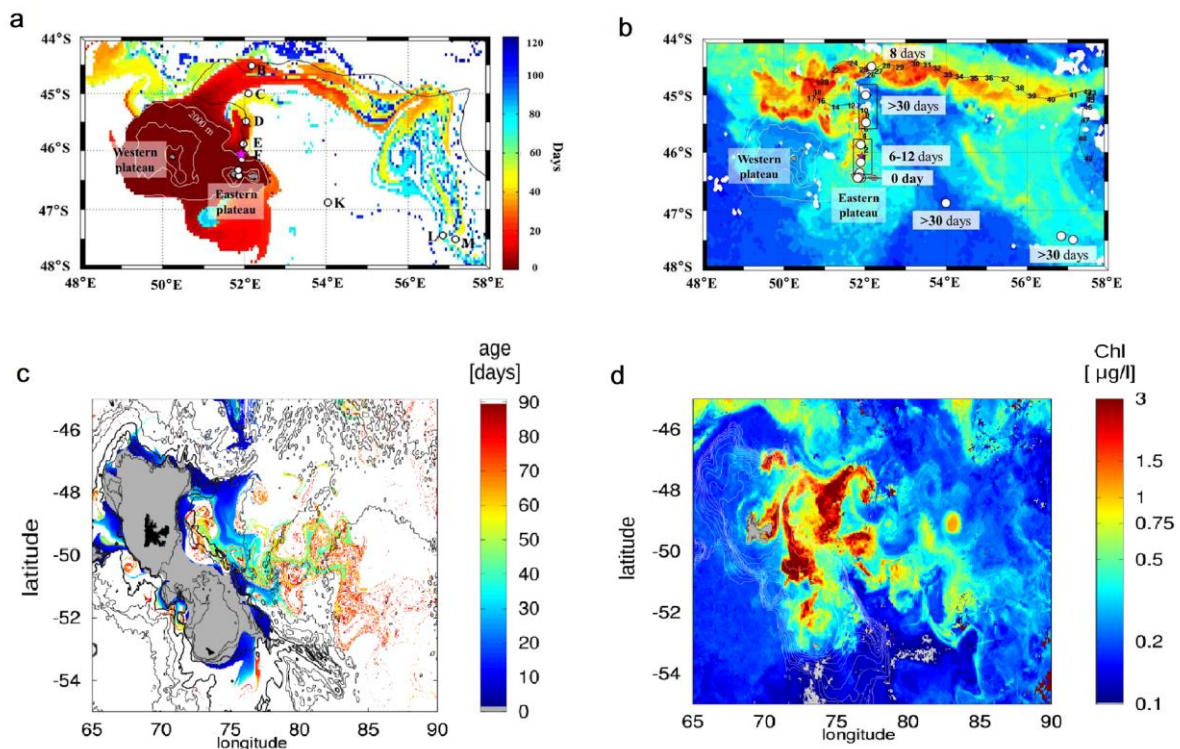 a
44°S
45°S
46°S
47°S
48°S
48°E 50°E 52°E 54°E 56°E 58°E
2000 m
Western
plateau
Eastern
plateau
B
C
D
E
F
K
L
M
120
100
80
60
40
20
0
Days
b
44°S
45°S
46°S
47°S
48°S
48°E 50°E 52°E 54°E 56°E 58°E
8 days
>30 days
6-12 days
0 day
>30 days
>30 days
Western
plateau
Eastern
plateau
c
age
[days]
90
80
70
60
50
40
30
20
10
0
-46
-48
-50
-52
-54
latitude
65 70 75 80 85 90
longitude
d
Chl
[ µg/l]
3
1.5
1
0.75
0.5
0.2
0.1
-46
-48
-50
-52
-54
latitude
65 70 75 80 85 90
longitude